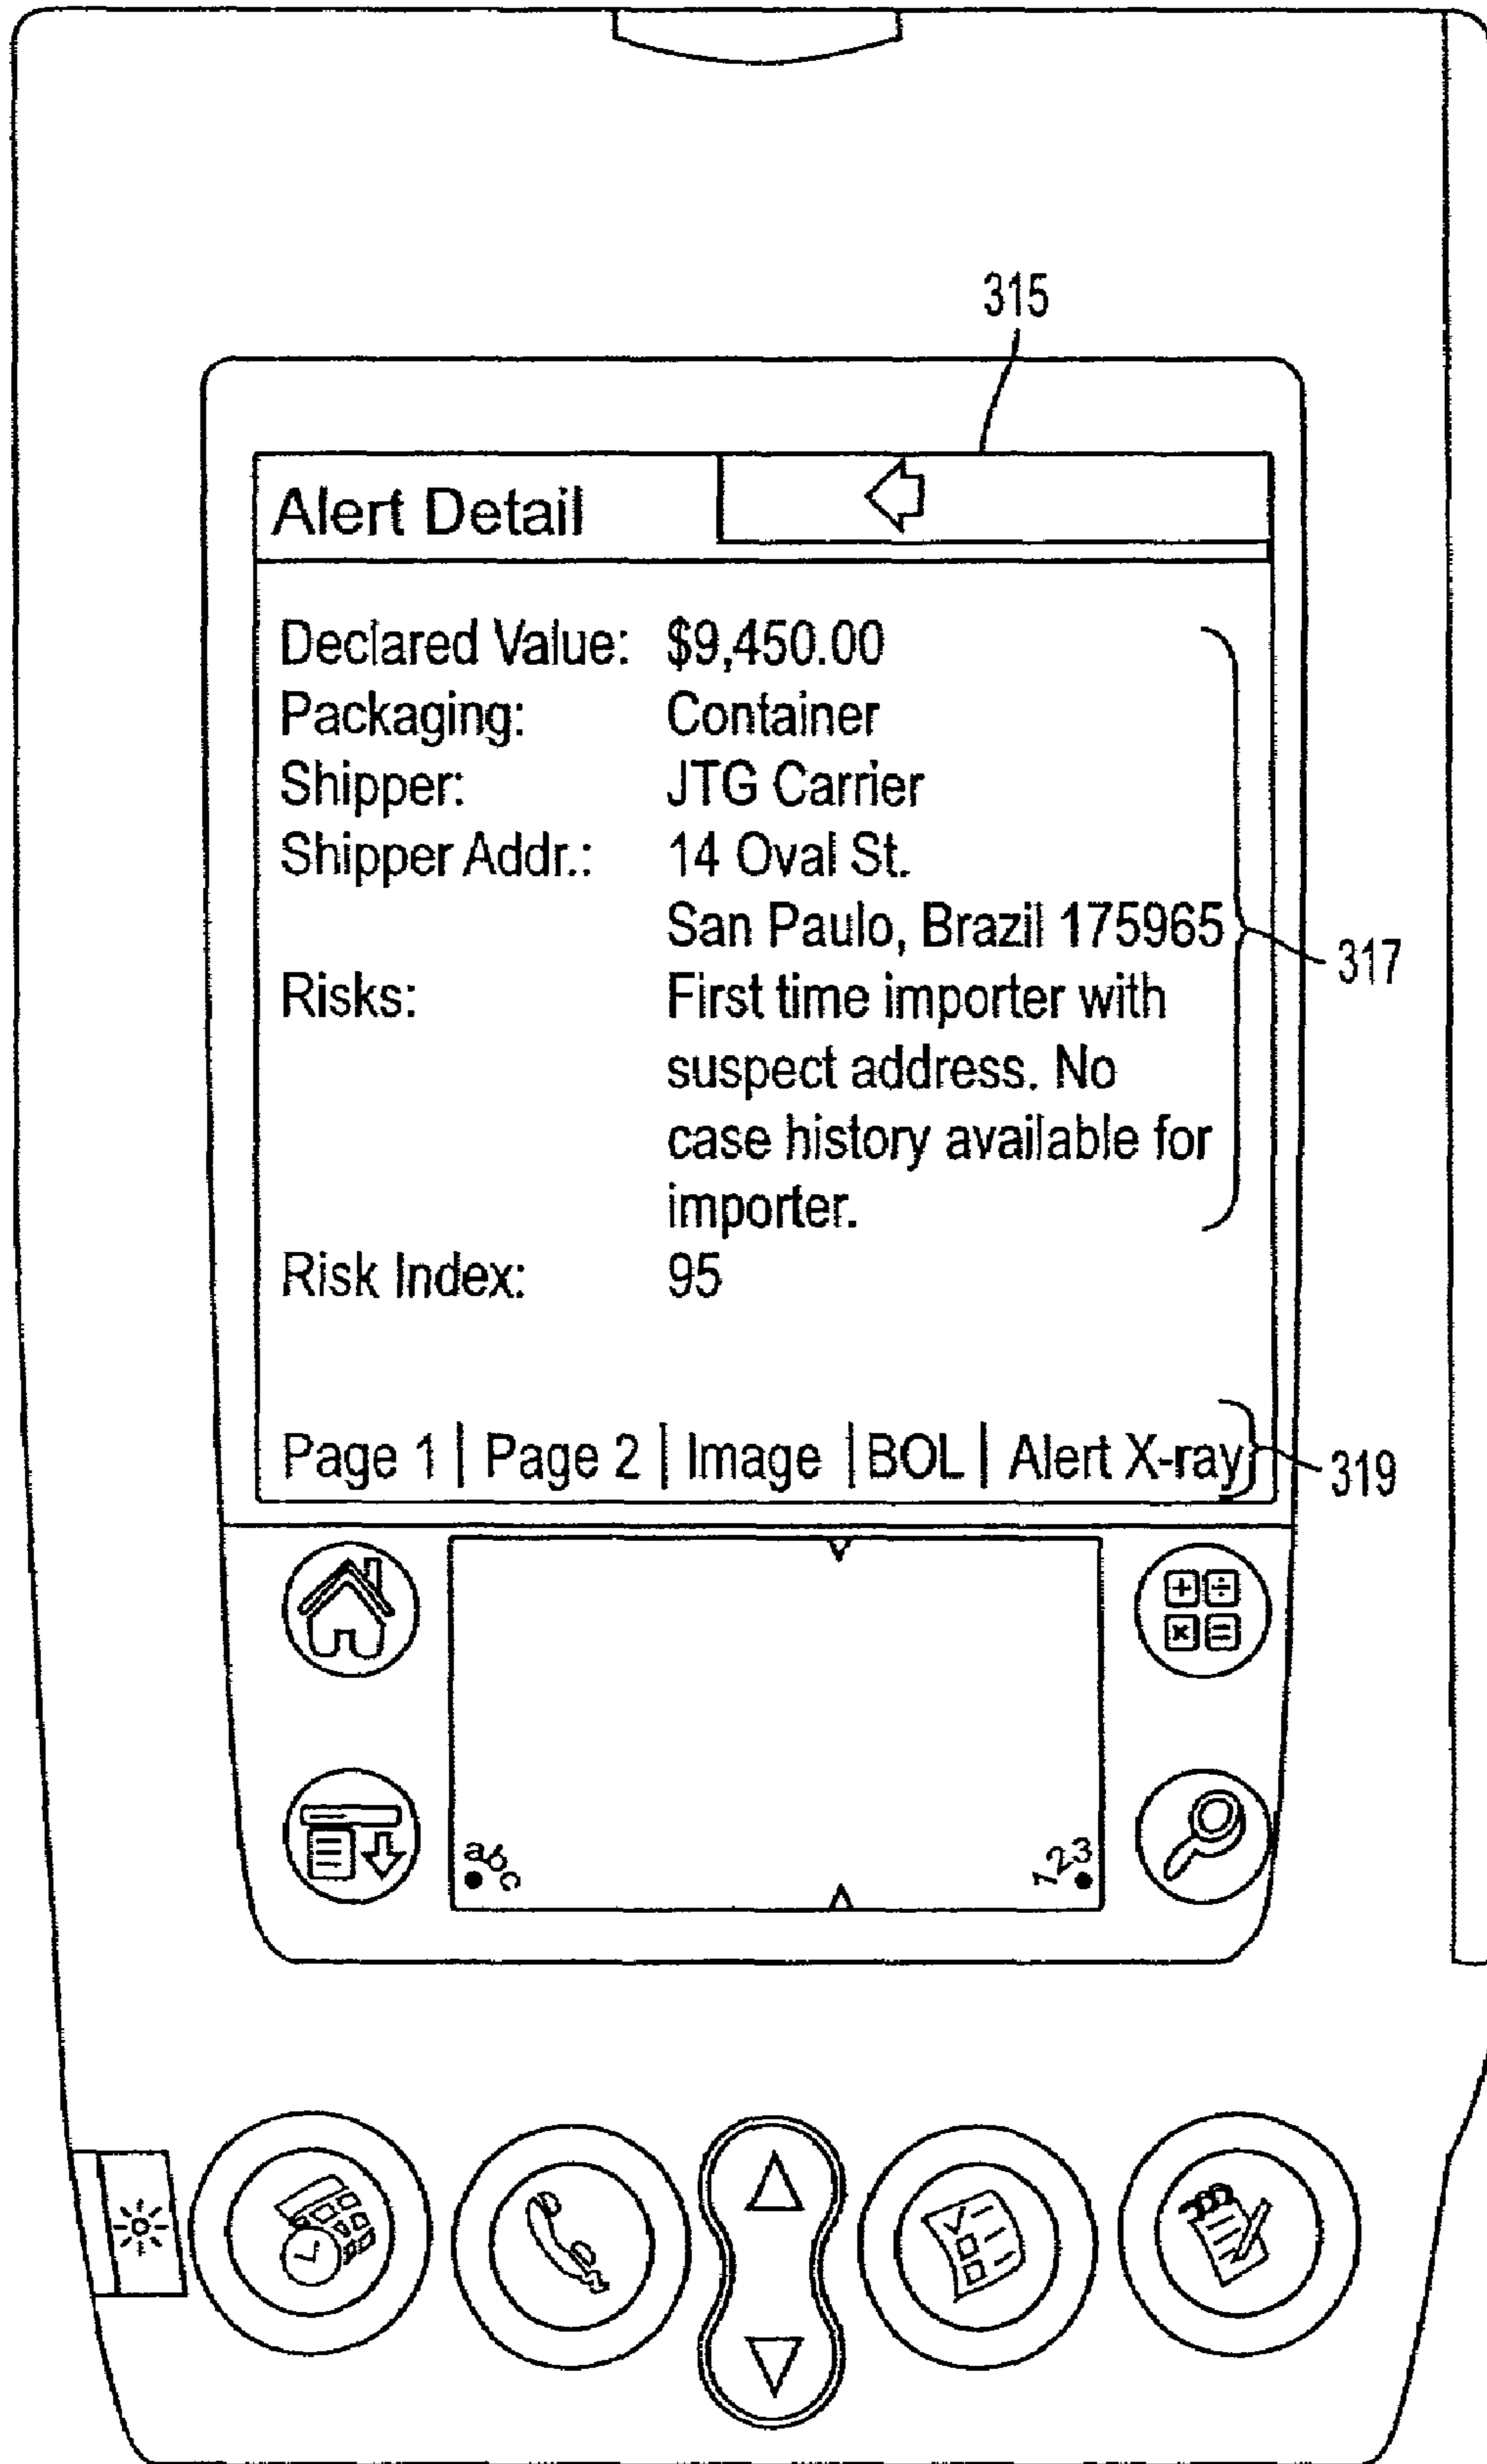 315
Alert Detail
Declared Value: $9,450.00
Packaging: Container
Shipper: JTG Carrier
Shipper Addr.: 14 Oval St.
San Paulo, Brazil 175965
317
Risks: First time importer with
suspect address. No
case history available for
importer.
Risk Index: 95
Page 1 | Page 2 | Image | BOL | Alert X-ray
319
+ ÷
× =
abc
123